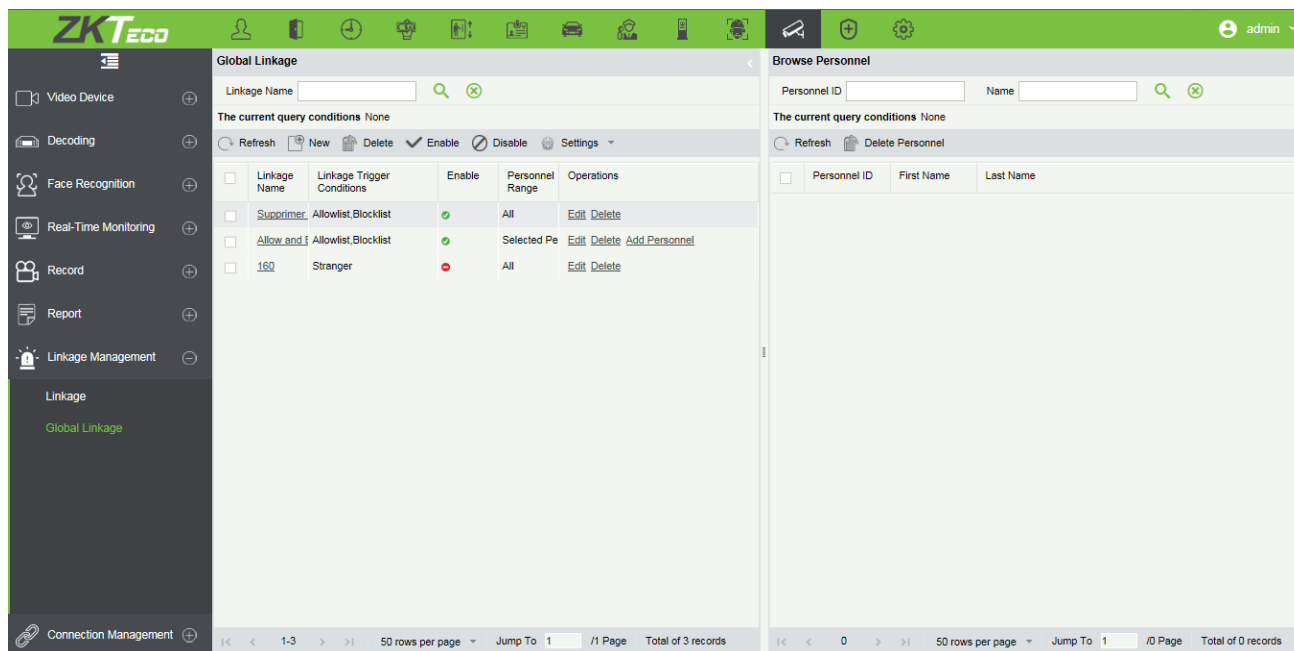 ZKTECO
admin
Global Linkage
Browse Personnel
Video Device
Linkage Name
Personnel ID Name
The current query conditions None
The current query conditions None
Decoding
Refresh New Delete Enable Disable Settings
Refresh Delete Personnel
Face Recognition
Linkage Name Linkage Trigger Conditions Enable Personnel Range Operations
Personnel ID First Name Last Name
Supprimer Allowlist,Blocklist All Edit Delete
Real-Time Monitoring
Allow and Allowlist,Blocklist Selected Pe Edit Delete Add Personnel
160 Stranger All Edit Delete
Record
Report
Linkage Management
Linkage
Global Linkage
Connection Management
1-3 50 rows per page Jump To 1 /1 Page Total of 3 records
0 50 rows per page Jump To 1 /0 Page Total of 0 records